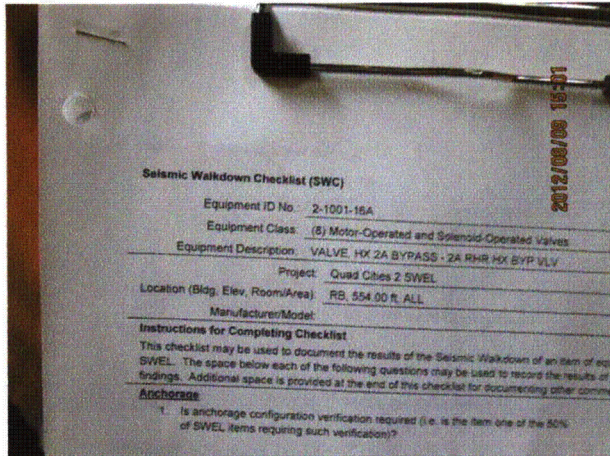 2012/08/09 15:01
Seismic Walkdown Checklist (SWC)
Equipment ID No. 2-1001-16A
Equipment Class (8) Motor-Operated and Solenoid-Operated Valves
Equipment Description VALVE, HX 2A BYPASS - 2A RHR HX BYP VLV
Project: Quad Cities 2 SWEL
Location (Bldg, Elev, Room/Area) RB, 554.00 ft, ALL
Manufacturer/Model:
Instructions for Completing Checklist
This checklist may be used to document the results of the Seismic Walkdown of an item of
SWEL. The space below each of the following questions may be used to record the results of
findings. Additional space is provided at the end of this checklist for documenting other
Anchorage
1. Is anchorage configuration verification required (i.e. is the item one of the 50%
of SWEL items requiring such verification)?